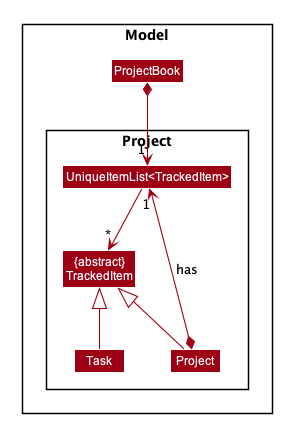 Model
ProjectBook
Project
1
UniqueItemList<TrackedItem>
1
*
{abstract}
TrackedItem
has
Task
Project